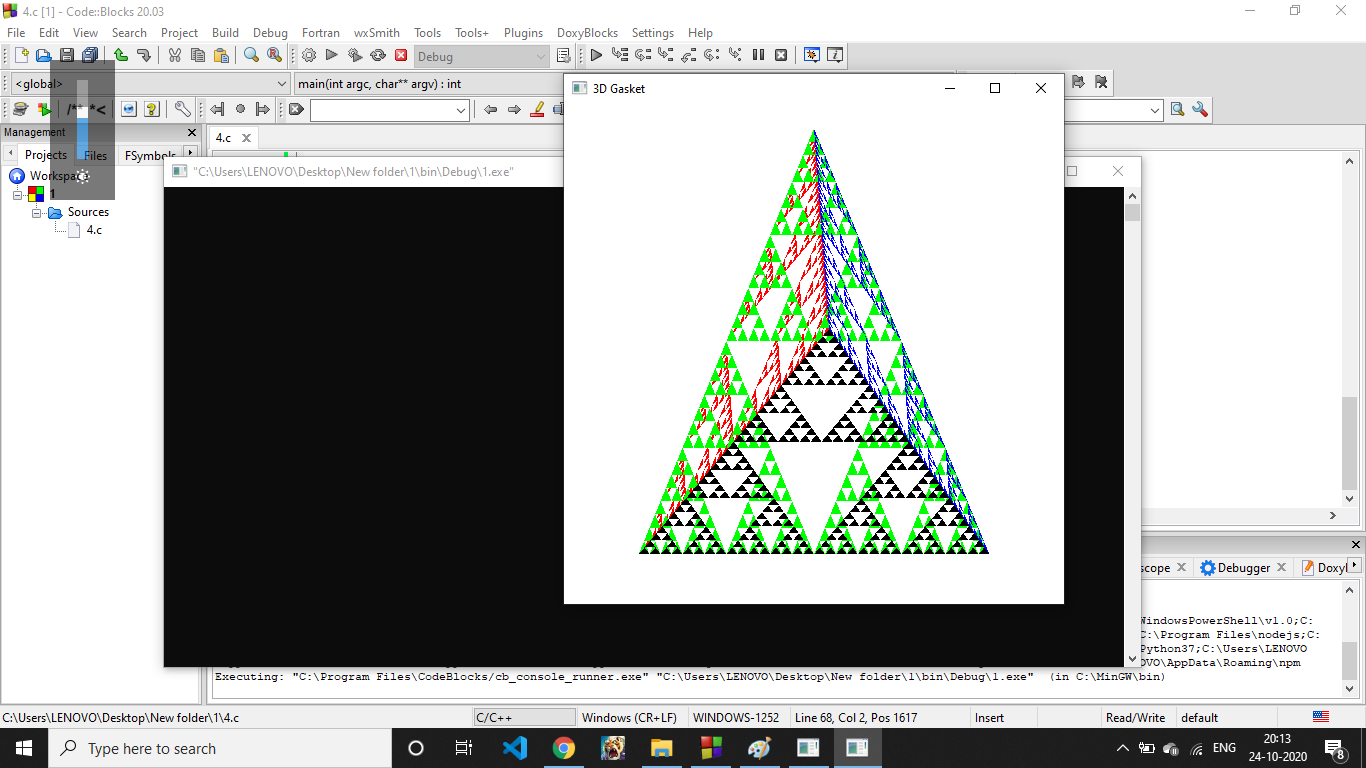 4.c [1] - Code::Blocks 20.03
File Edit View Search Project Build Debug Fortran wxSmith Tools Tools+ Plugins DoxyBlocks Settings Help
Debug
<global>
main(int argc, char** argv) : int
3D Gasket
/** *<
Management
Projects Files FSymbols
4.c
Workspa
1
Sources
4.c
"C:\Users\LENOVO\Desktop\New folder\1\bin\Debug\1.exe"
scope Debugger Doxyl
WindowsPowerShell\v1.0;C:
C:\Program Files\nodejs;C:
Python37;C:\Users\LENOVO
OVO\AppData\Roaming\npm
Executing: "C:\Program Files\CodeBlocks/cb_console_runner.exe" "C:\Users\LENOVO\Desktop\New folder\1\bin\Debug\1.exe" (in C:\MinGW\bin)
C:\Users\LENOVO\Desktop\New folder\1\4.c C/C++ Windows (CR+LF) WINDOWS-1252 Line 68, Col 2, Pos 1617 Insert Read/Write default
Type here to search
ENG
20:13
24-10-2020
8